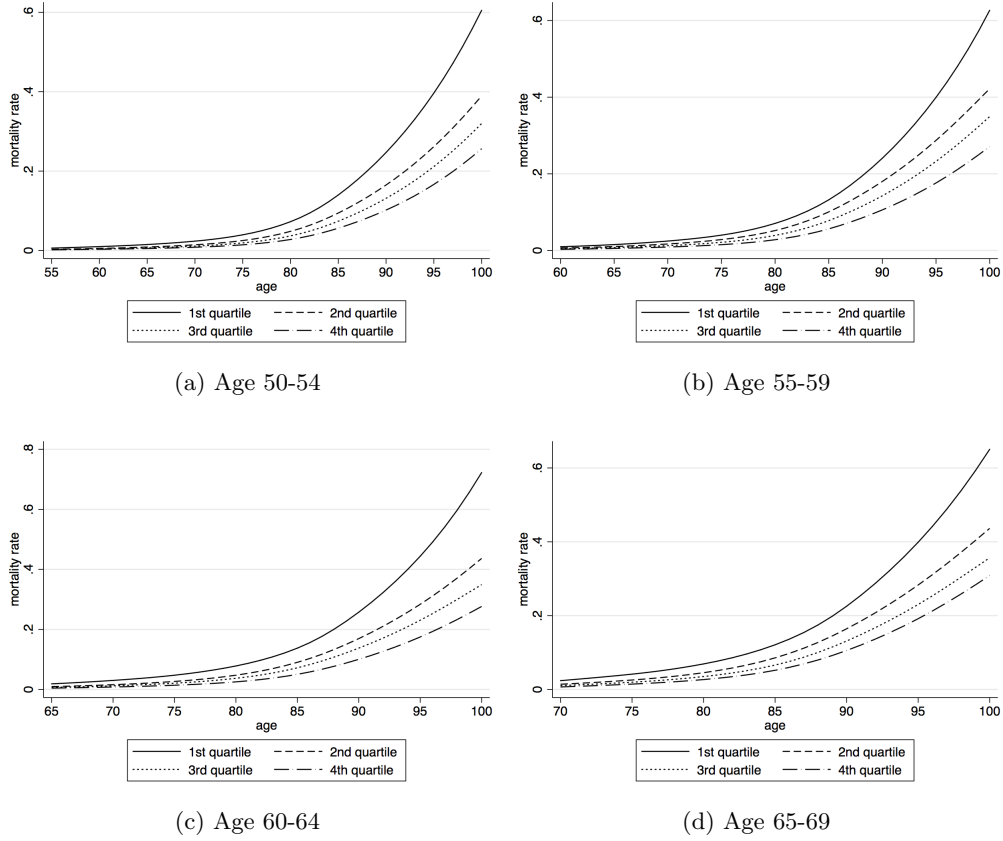 mortality rate
0 .2 .4 .6
55 60 65 70 75 80 85 90 95 100
age
1st quartile 2nd quartile
3rd quartile 4th quartile
(a) Age 50-54
mortality rate
0 .2 .4 .6
60 65 70 75 80 85 90 95 100
age
1st quartile 2nd quartile
3rd quartile 4th quartile
(b) Age 55-59
mortality rate
0 .2 .4 .6 .8
65 70 75 80 85 90 95 100
age
1st quartile 2nd quartile
3rd quartile 4th quartile
(c) Age 60-64
mortality rate
0 .2 .4 .6
70 75 80 85 90 95 100
age
1st quartile 2nd quartile
3rd quartile 4th quartile
(d) Age 65-69